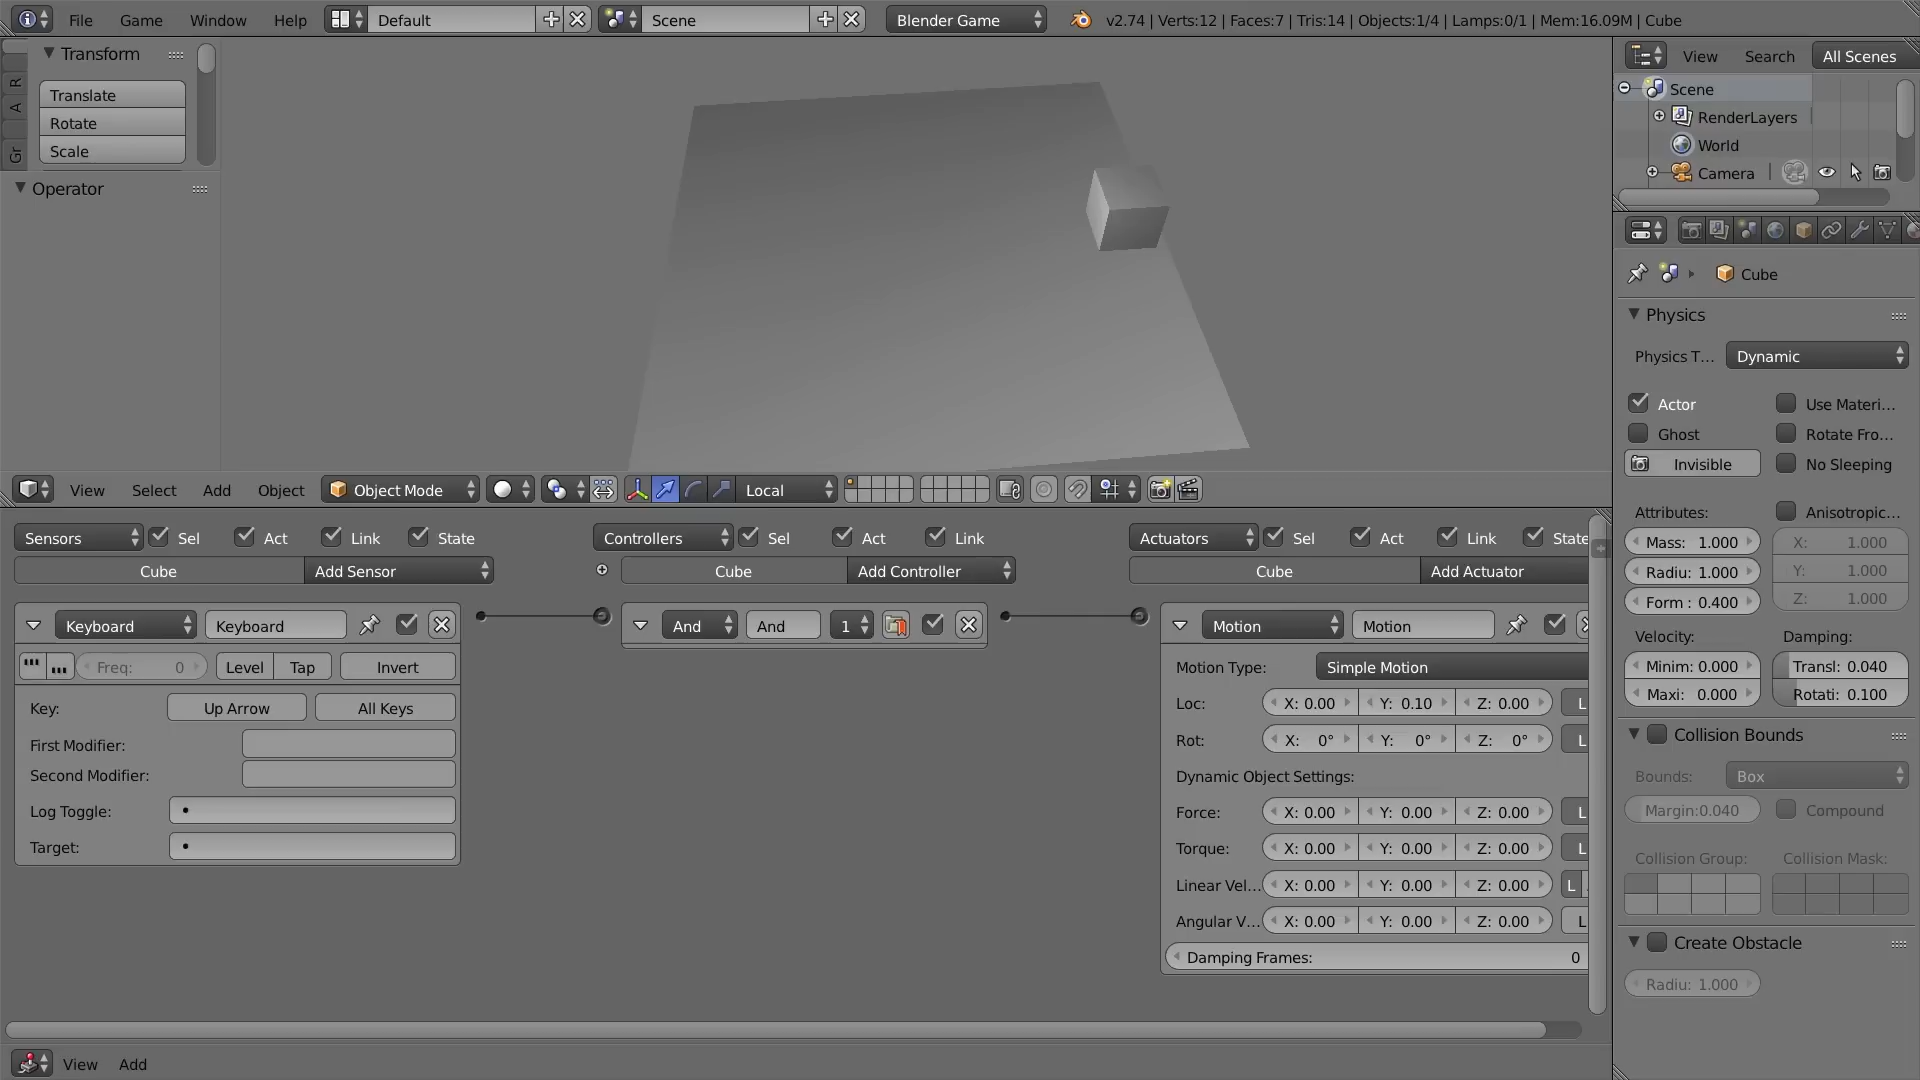 File Game Window Help Default Scene Blender Game v2.74 | Verts:12 | Faces:7 | Tris:14 | Objects:1/4 | Lamps:0/1 | Mem:16.09M | Cube
Transform
Translate
Rotate
Scale
R
A
Gr
Operator
View Search All Scenes
Scene
RenderLayers
World
Camera
Cube
Physics
Physics T... Dynamic
Actor Use Materi...
Ghost Rotate Fro...
Invisible No Sleeping
Attributes: Anisotropic...
Mass: 1.000 X: 1.000
Radiu: 1.000 Y: 1.000
Form : 0.400 Z: 1.000
Velocity: Damping:
Minim: 0.000 Transl: 0.040
Maxi: 0.000 Rotati: 0.100
Collision Bounds
Bounds: Box
Margin:0.040 Compound
Collision Group: Collision Mask:
Create Obstacle
Radiu: 1.000
View Select Add Object Object Mode Local
Sensors Sel Act Link State Controllers Sel Act Link Actuators Sel Act Link State
Cube Add Sensor Cube Add Controller Cube Add Actuator
Keyboard Keyboard And And 1 Motion Motion
Freq: 0 Level Tap Invert
Key: Up Arrow All Keys
First Modifier:
Second Modifier:
Log Toggle:
Target:
Motion Type: Simple Motion
Loc: X: 0.00 Y: 0.10 Z: 0.00 L
Rot: X: 0° Y: 0° Z: 0° L
Dynamic Object Settings:
Force: X: 0.00 Y: 0.00 Z: 0.00 L
Torque: X: 0.00 Y: 0.00 Z: 0.00 L
Linear Vel... X: 0.00 Y: 0.00 Z: 0.00 L
Angular V... X: 0.00 Y: 0.00 Z: 0.00 L
Damping Frames: 0
View Add